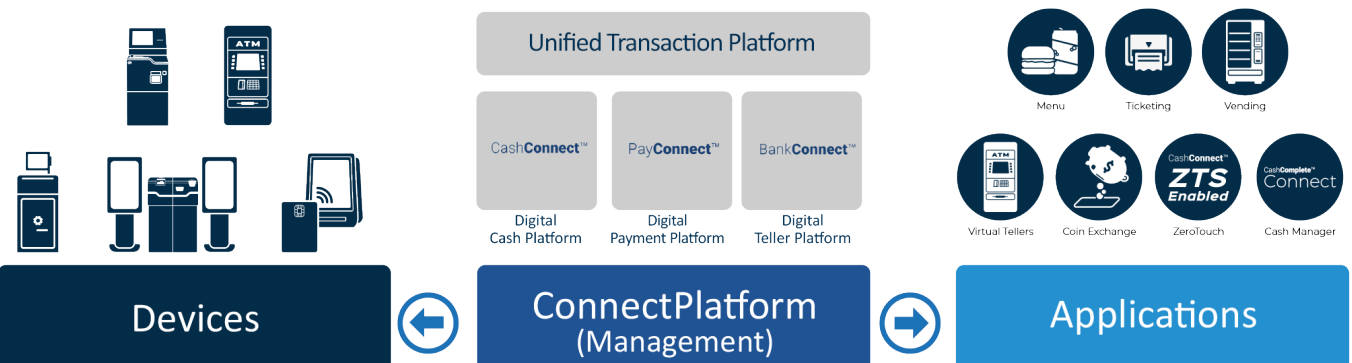 ATM
Devices
Unified Transaction Platform
CashConnect™
PayConnect™
BankConnect™
Digital
Cash Platform
Digital
Payment Platform
Digital
Teller Platform
ConnectPlatform
(Management)
Menu
Ticketing
Vending
ATM
Virtual Tellers
$
Coin Exchange
CashConnect™
ZTS
Enabled
ZeroTouch
CashComplete™
Connect
Cash Manager
Applications